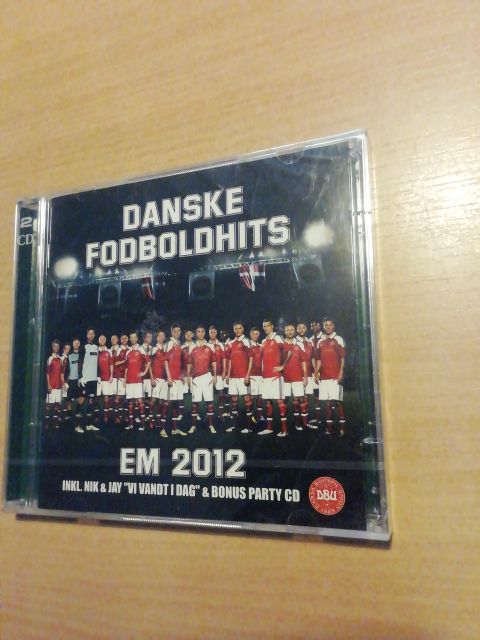 DANSKE
FODBOLDHITS
EM 2012
INKL. NIK & JAY "VI VANDT I DAG" & BONUS PARTY CD
DBU
2
CD